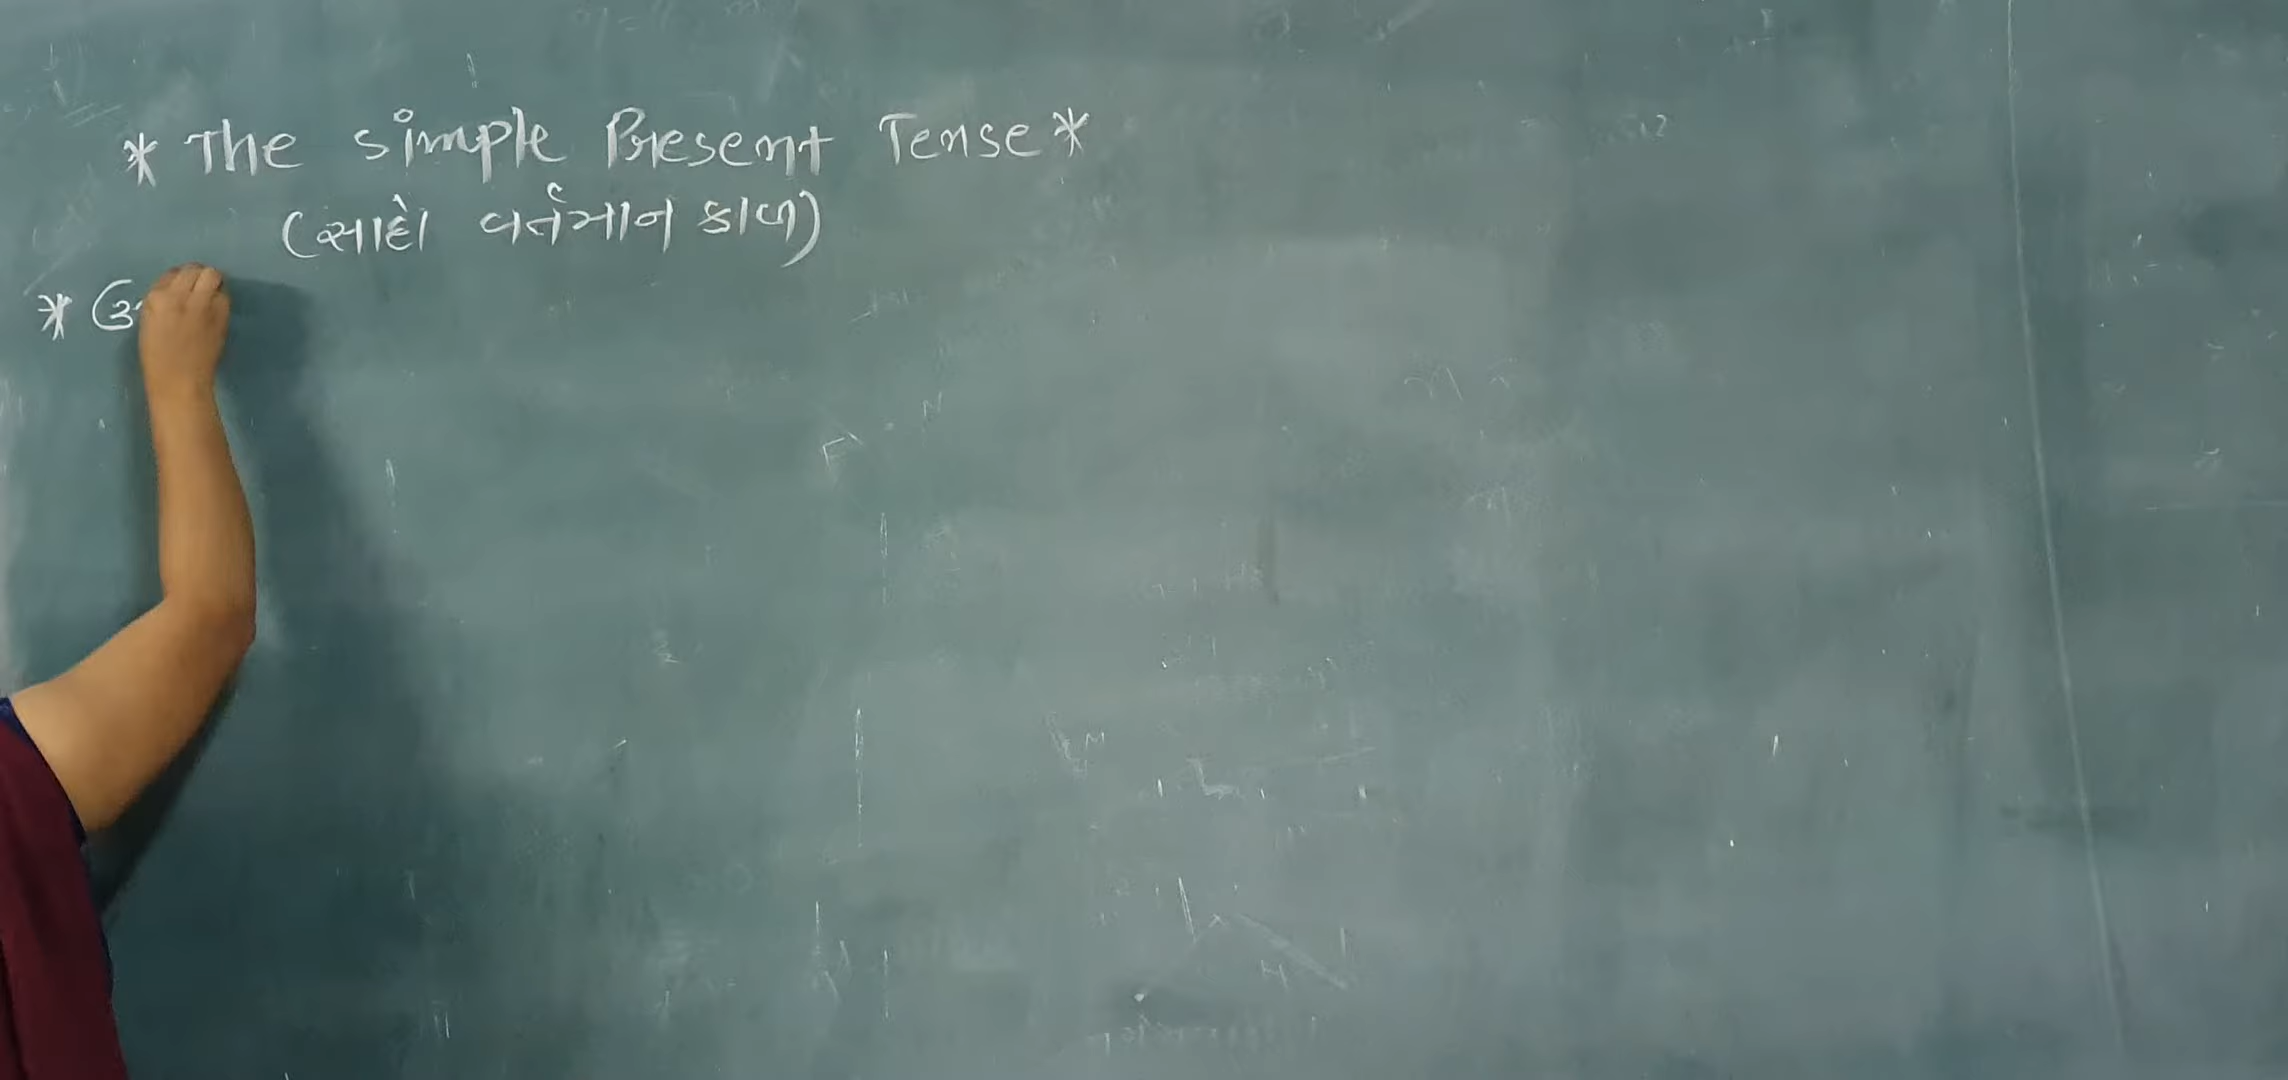 * The simple Present Tense *
(સાદો વર્તમાન કાળ)
*